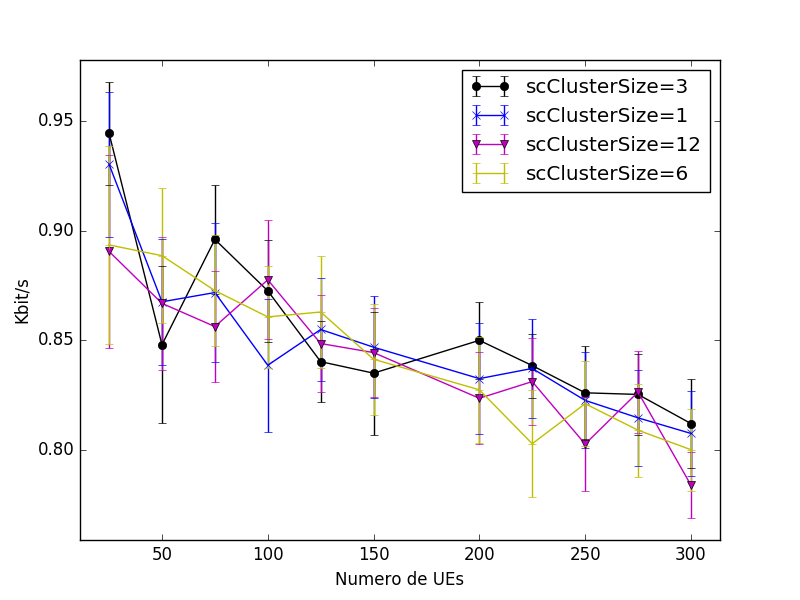 scClusterSize=3
scClusterSize=1
scClusterSize=12
scClusterSize=6
0.95
0.90
0.85
0.80
Kbit/s
50 100 150 200 250 300
Numero de UEs